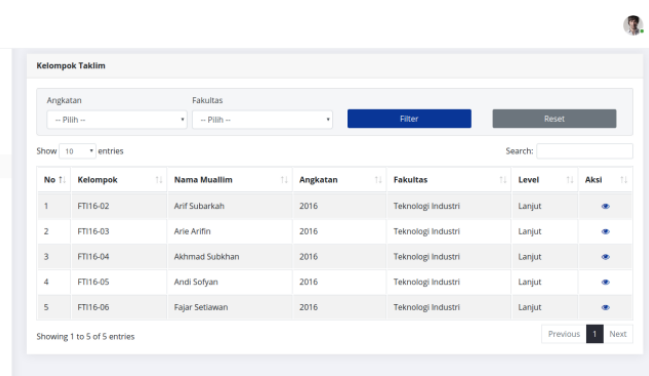 Kelompok Taklim
Angkatan Fakultas
-- Pilih -- -- Pilih -- Filter Reset
Show 10 entries Search:
No Kelompok Nama Muallim Angkatan Fakultas Level Aksi
1 FTI16-02 Arif Subarkah 2016 Teknologi Industri Lanjut
2 FTI16-03 Arie Arifin 2016 Teknologi Industri Lanjut
3 FTI16-04 Akhmad Subkhan 2016 Teknologi Industri Lanjut
4 FTI16-05 Andi Sofyan 2016 Teknologi Industri Lanjut
5 FTI16-06 Fajar Setiawan 2016 Teknologi Industri Lanjut
Showing 1 to 5 of 5 entries Previous 1 Next